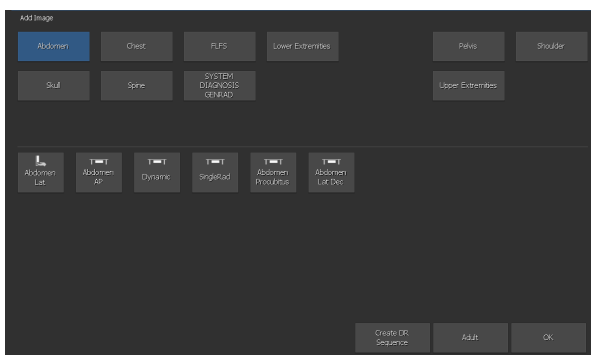 Add Image
Abdomen
Chest
FLFS
Lower Extremities
Pelvis
Shoulder
Skull
Spine
SYSTEM
DIAGNOSIS
GENRAD
Upper Extremities
Abdomen
Lat
Abdomen
AP
Dynamic
SingleRad
Abdomen
Procubitus
Abdomen
Lat Dec
Create DR
Sequence
Adult
OK